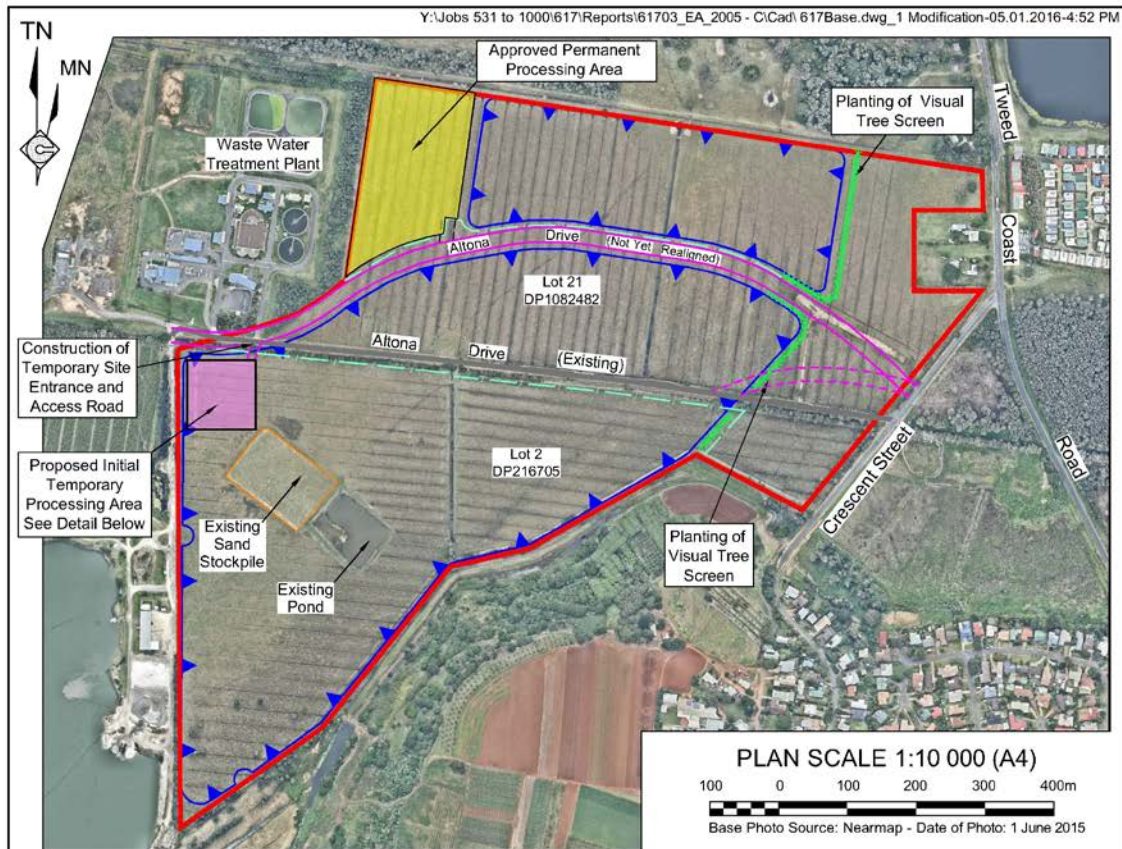 Y:\Jobs 531 to 1000\617\Reports\61703_EA_2005 - C\Cad\ 617Base.dwg_1 Modification-05.01.2016-4:52 PM
TN
MN
Approved Permanent
Processing Area
Planting of Visual
Tree Screen
Tweed
Coast
Road
Waste Water
Treatment Plant
Altona
Drive
(Not Yet Realigned)
Lot 21
DP1082482
Construction of
Temporary Site
Entrance and
Access Road
Altona
Drive
(Existing)
Proposed Initial
Temporary
Processing Area
See Detail Below
Lot 2
DP216705
Crescent Street
Existing
Sand
Stockpile
Existing
Pond
Planting of
Visual Tree
Screen
PLAN SCALE 1:10 000 (A4)
100 0 100 200 300 400m
Base Photo Source: Nearmap - Date of Photo: 1 June 2015